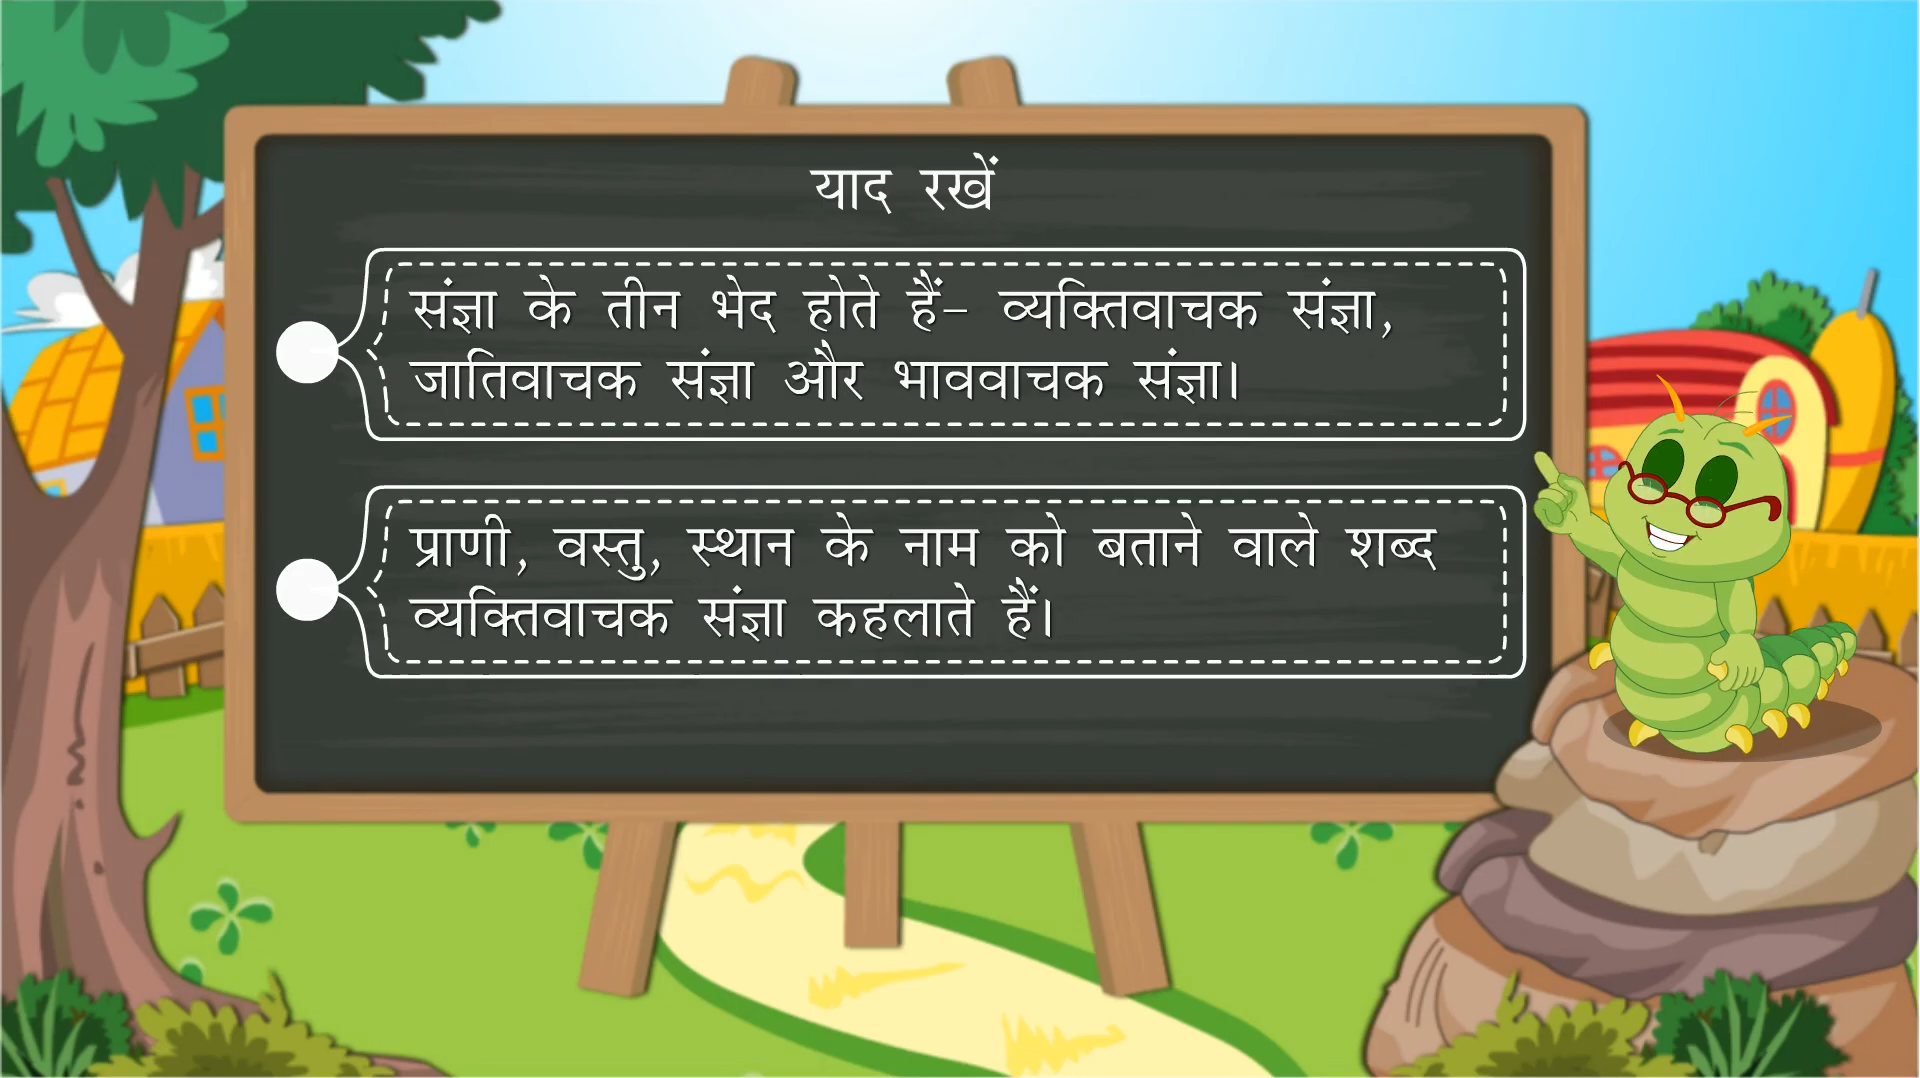 याद रखें
संज्ञा के तीन भेद होते हैं– व्यक्तिवाचक संज्ञा,
जातिवाचक संज्ञा और भाववाचक संज्ञा।
प्राणी, वस्तु, स्थान के नाम को बताने वाले शब्द
व्यक्तिवाचक संज्ञा कहलाते हैं।